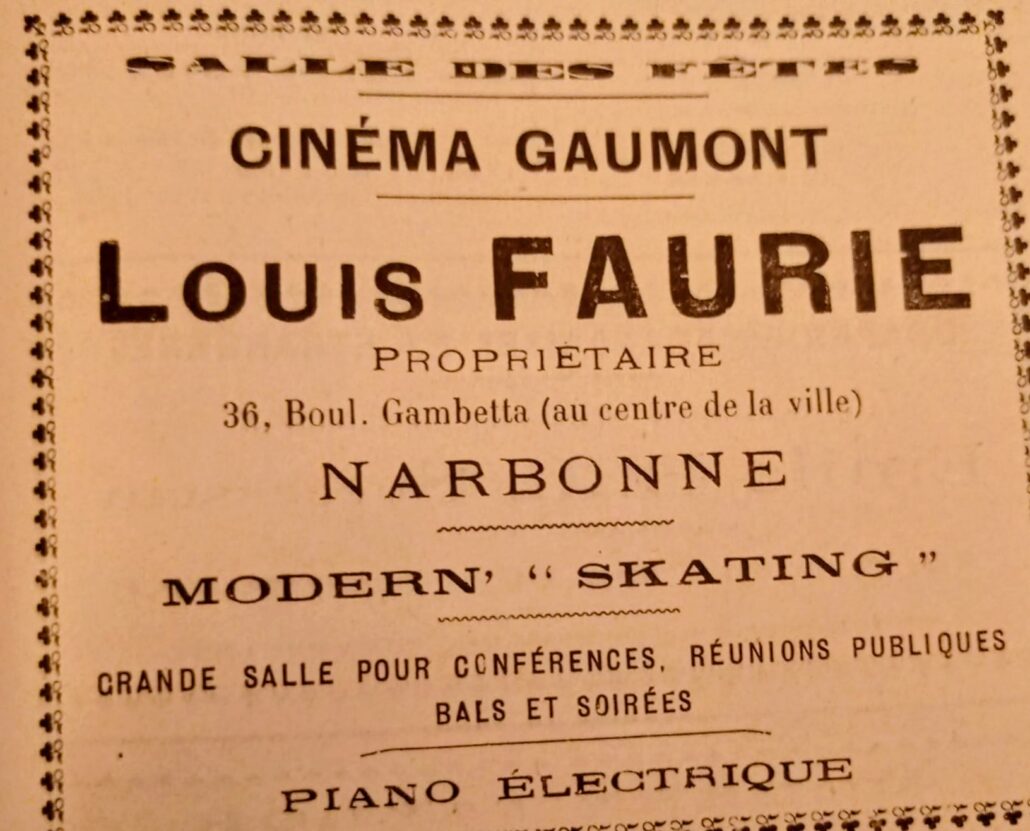 SALLE DES FÊTES
CINÉMA GAUMONT
LOUIS FAURIE
PROPRIÉTAIRE
36, Boul. Gambetta (au centre de la ville)
NARBONNE
MODERN' “ SKATING ”
GRANDE SALLE POUR CONFÉRENCES, RÉUNIONS PUBLIQUES
BALS ET SOIRÉES
PIANO ÉLECTRIQUE